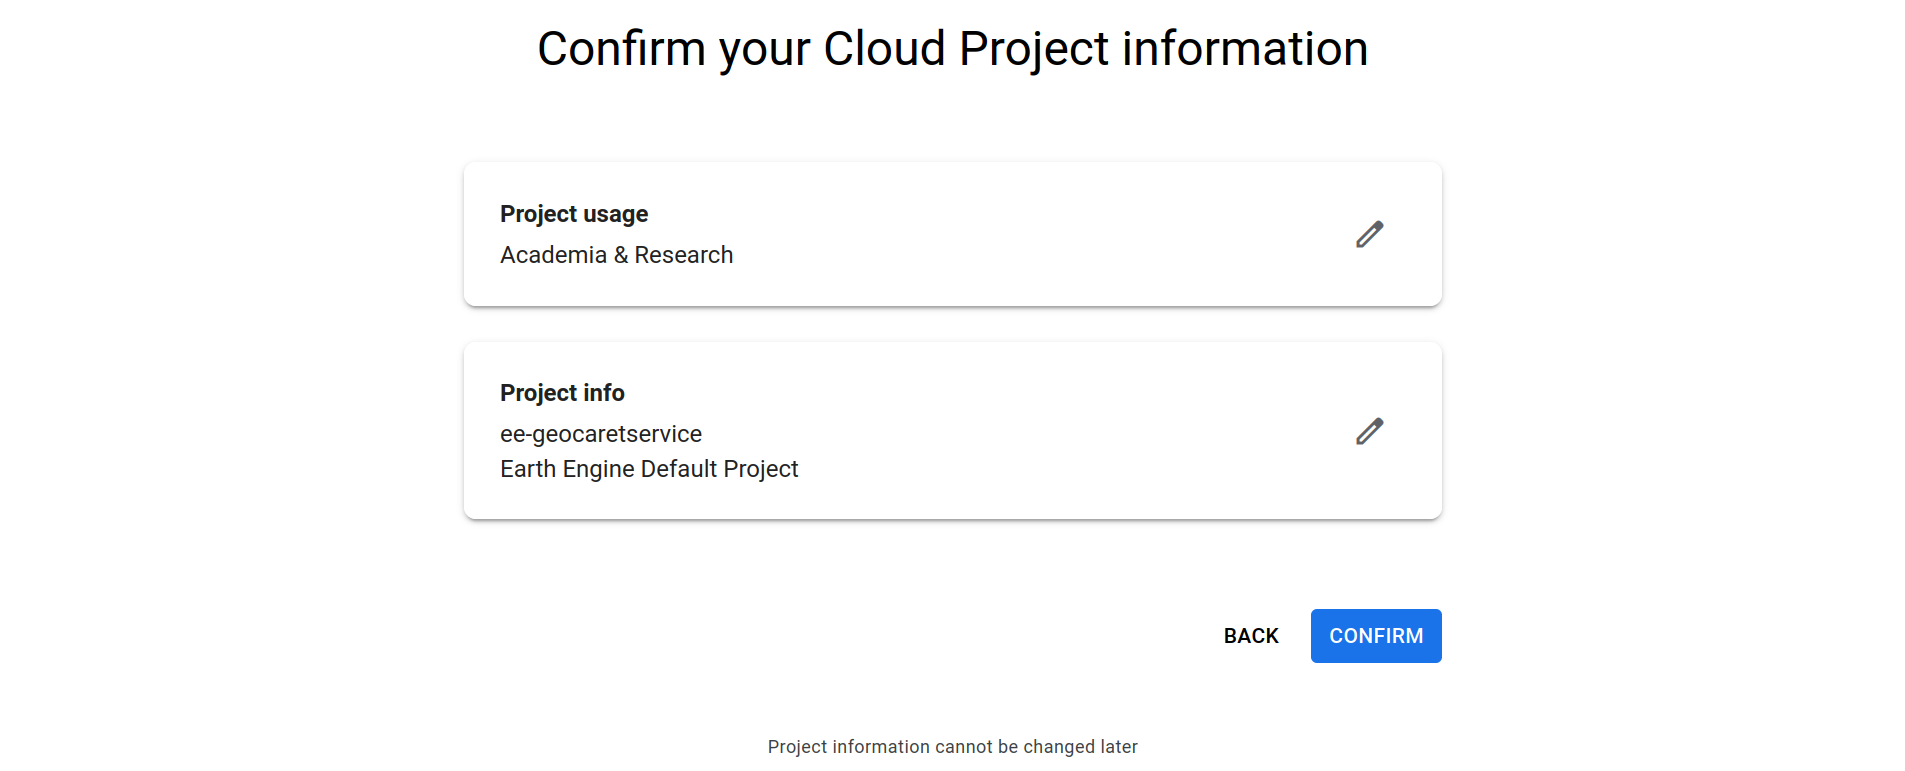 Confirm your Cloud Project information
Project usage
Academia & Research
Project info
ee-geocaretservice
Earth Engine Default Project
BACK
CONFIRM
Project information cannot be changed later